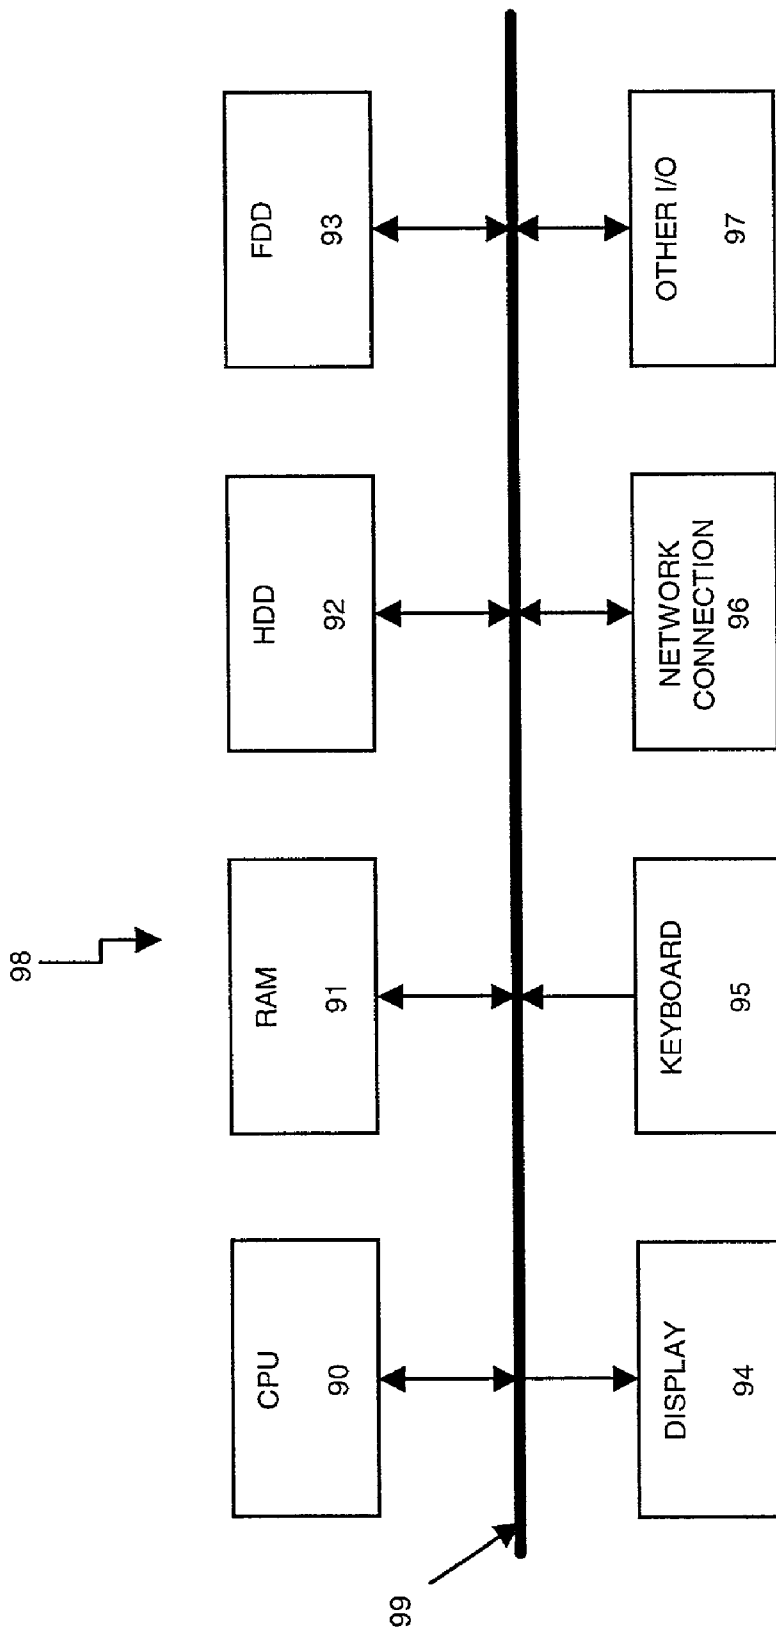 98
CPU
90
RAM
91
HDD
92
FDD
93
99
DISPLAY
94
KEYBOARD
95
NETWORK
CONNECTION
96
OTHER I/O
97